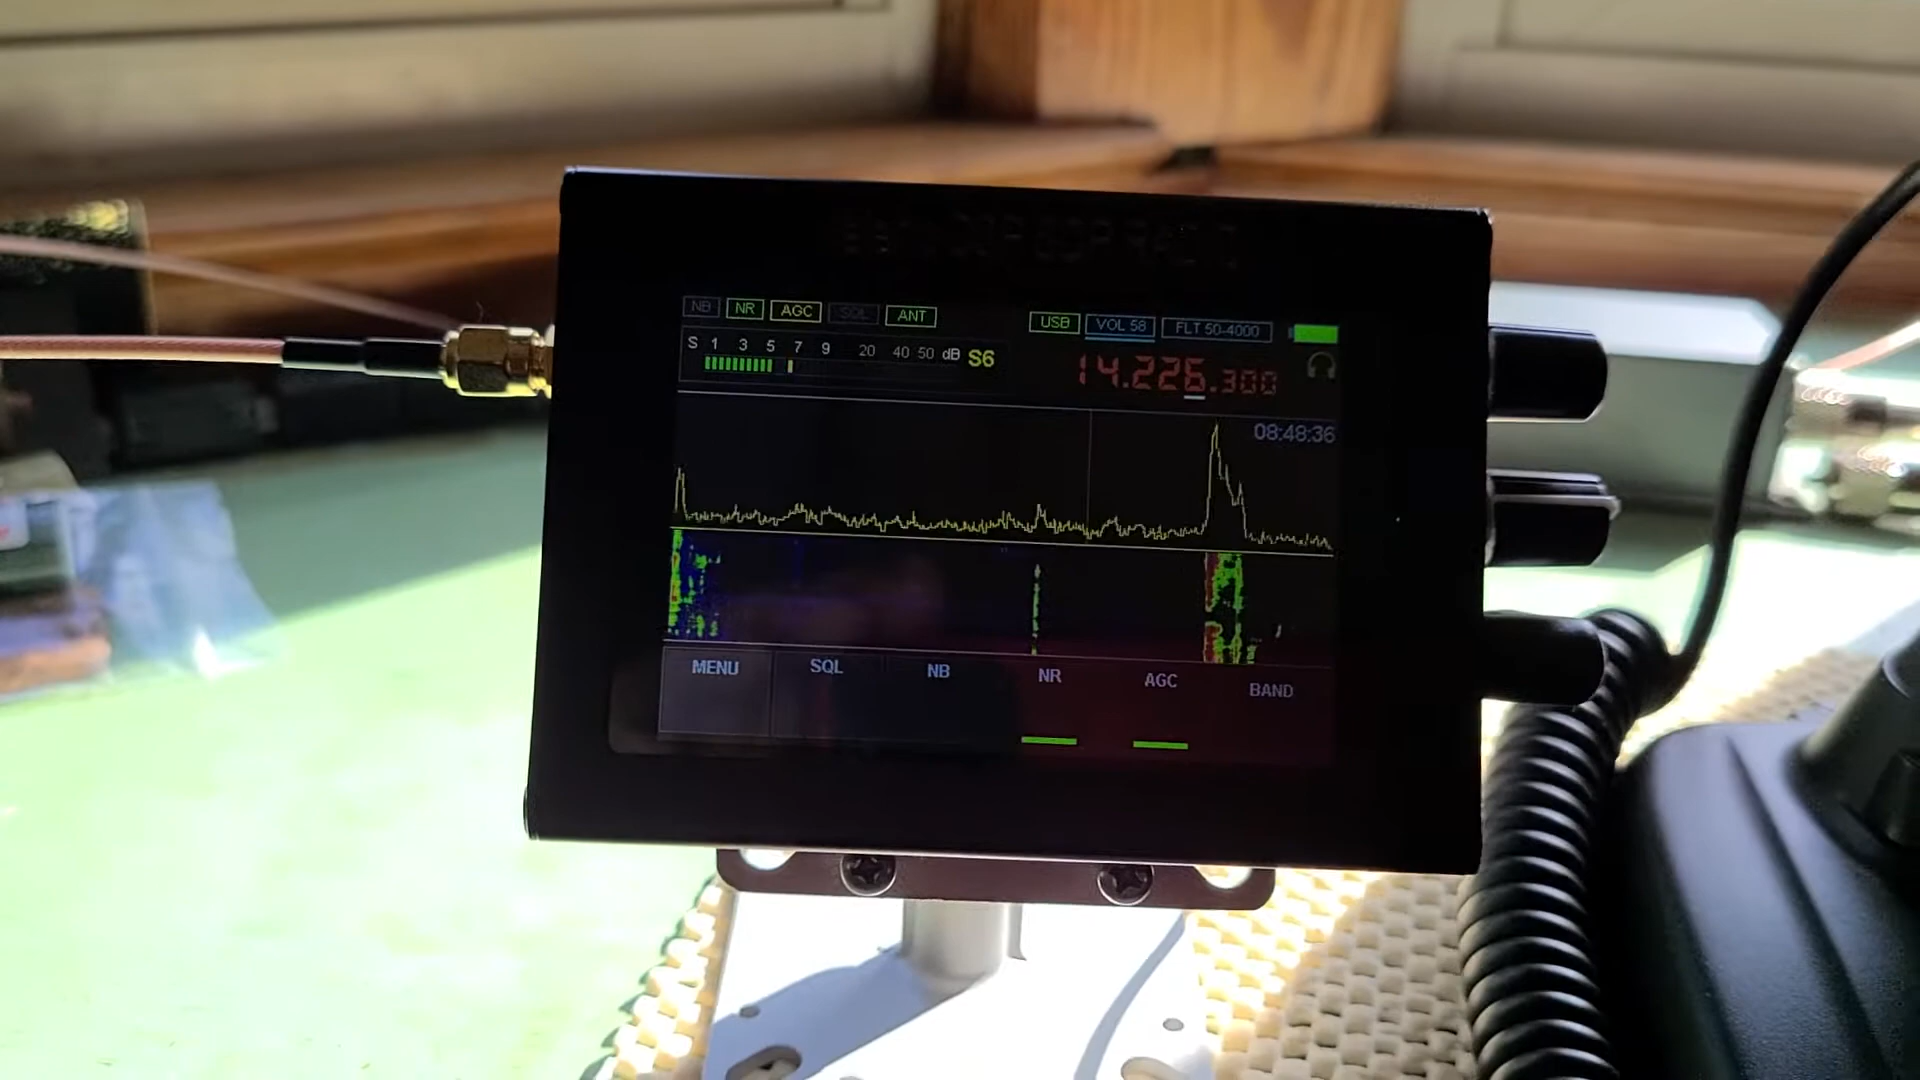 NB NR AGC SQL ANT USB VOL 58 FLT 50-4000
S 1 3 5 7 9 20 40 50 dB S6
14.226.300
08:48:36
MENU SQL NB NR AGC BAND